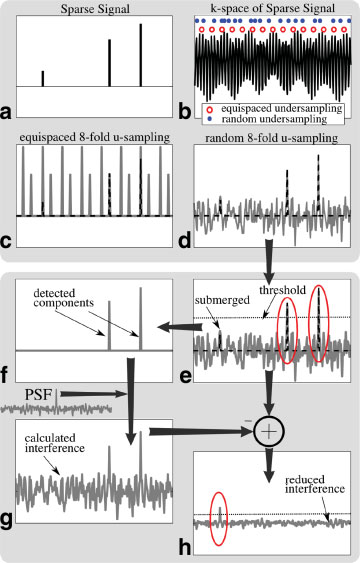 Sparse Signal
k-space of Sparse Signal
a
b
equispaced undersampling
random undersampling
equispaced 8-fold u-sampling
random 8-fold u-sampling
c
d
detected
components
submerged
threshold
f
e
PSF
calculated
interference
−
+
g
reduced
interference
h